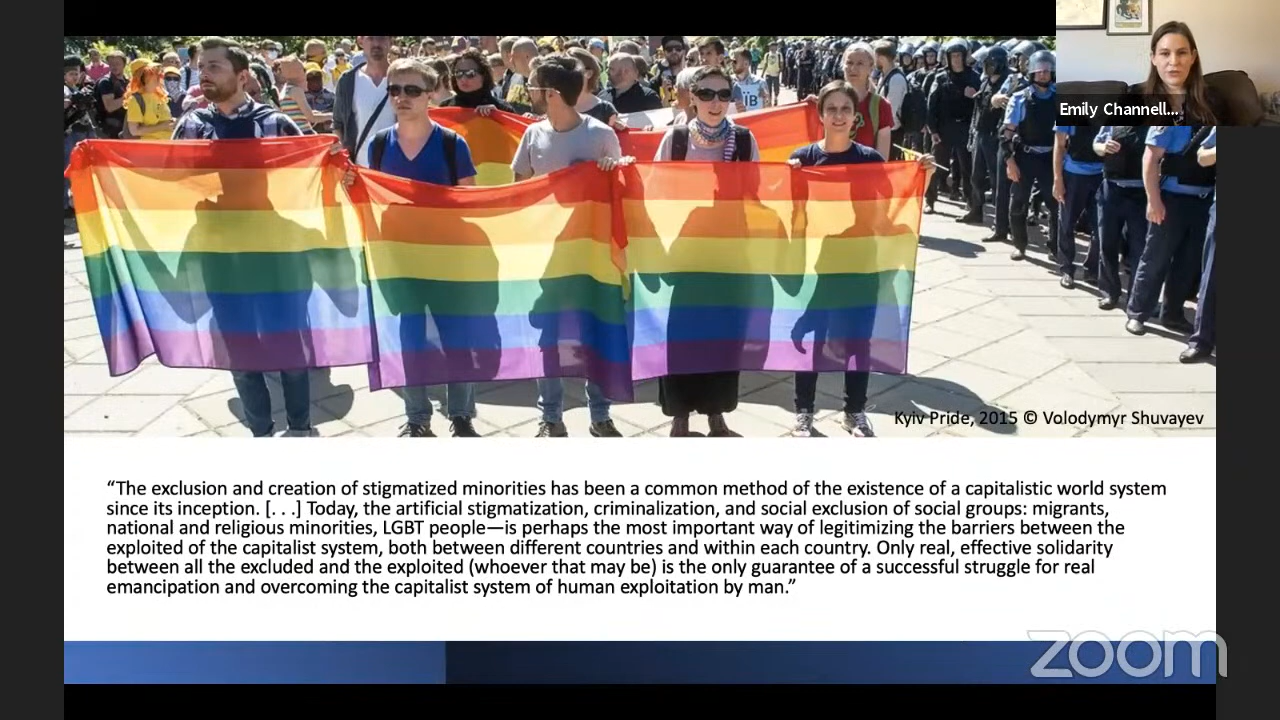 Emily Channell...
ÏB
Kyiv Pride, 2015 © Volodymyr Shuvayev
“The exclusion and creation of stigmatized minorities has been a common method of the existence of a capitalistic world system
since its inception. [. . .] Today, the artificial stigmatization, criminalization, and social exclusion of social groups: migrants,
national and religious minorities, LGBT people—is perhaps the most important way of legitimizing the barriers between the
exploited of the capitalist system, both between different countries and within each country. Only real, effective solidarity
between all the excluded and the exploited (whoever that may be) is the only guarantee of a successful struggle for real
emancipation and overcoming the capitalist system of human exploitation by man.”
zoom